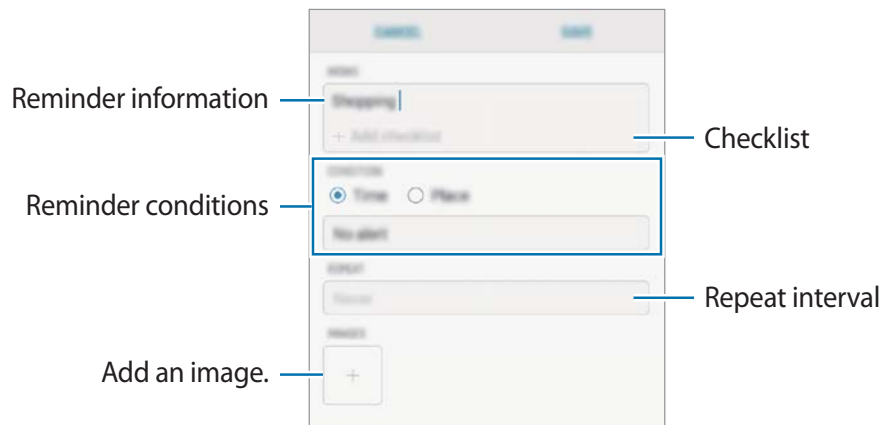 CANCEL
SAVE
Reminder information
Shopping
+ Add checklist
Checklist
CONDITION
Time
Place
Reminder conditions
No alert
REPEAT
Never
Repeat interval
IMAGES
Add an image.
+